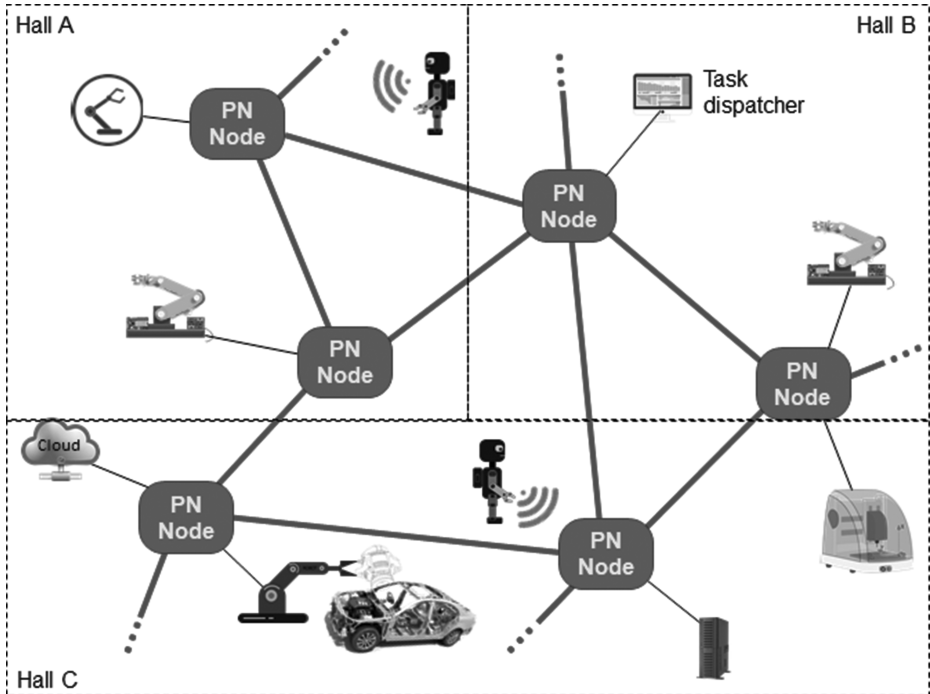 Hall A
Hall B
PN
Node
Task
dispatcher
PN
Node
PN
Node
PN
Node
Cloud
PN
Node
PN
Node
Hall C